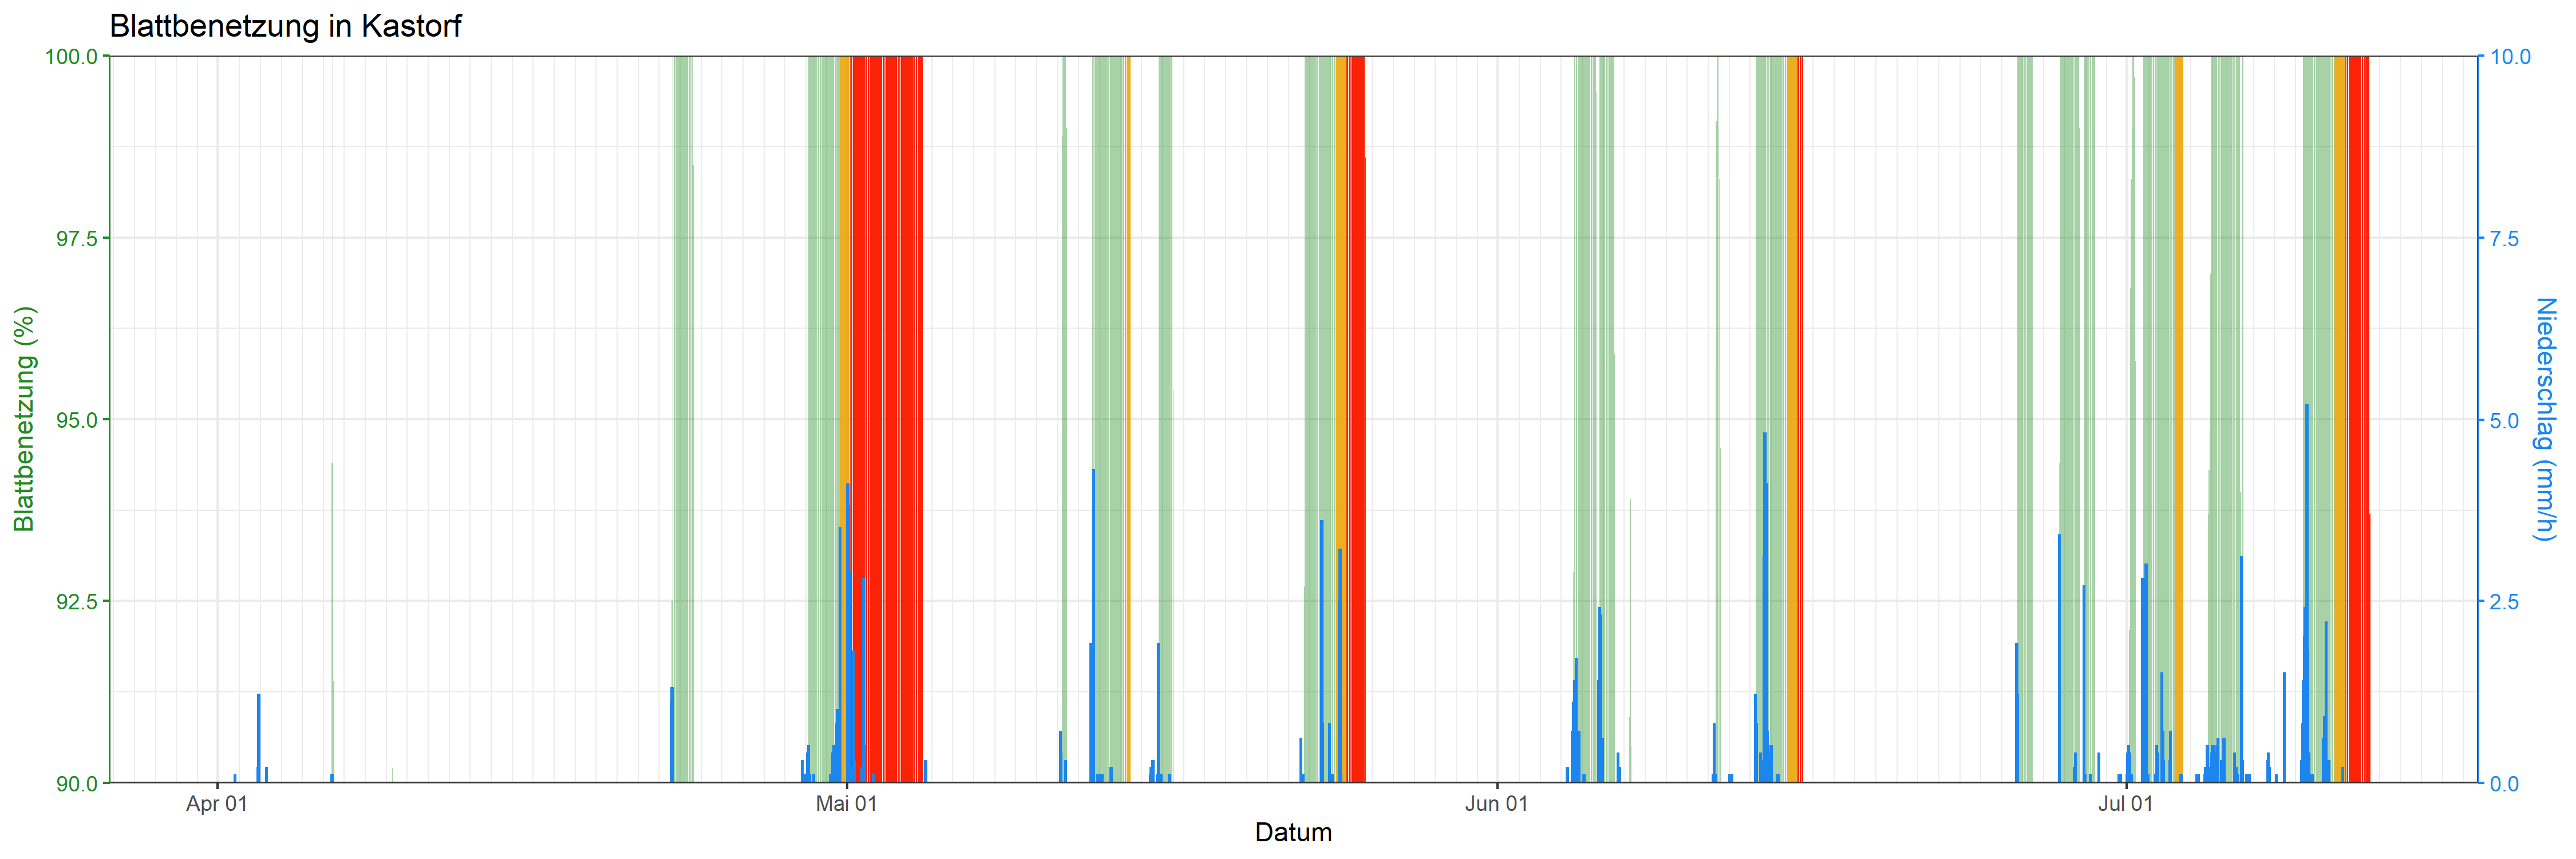 Blattbenetzung in Kastorf
100.0
97.5
95.0
92.5
90.0
Blattbenetzung (%)
10.0
7.5
5.0
2.5
0.0
Niederschlag (mm/h)
Apr 01
Mai 01
Jun 01
Jul 01
Datum